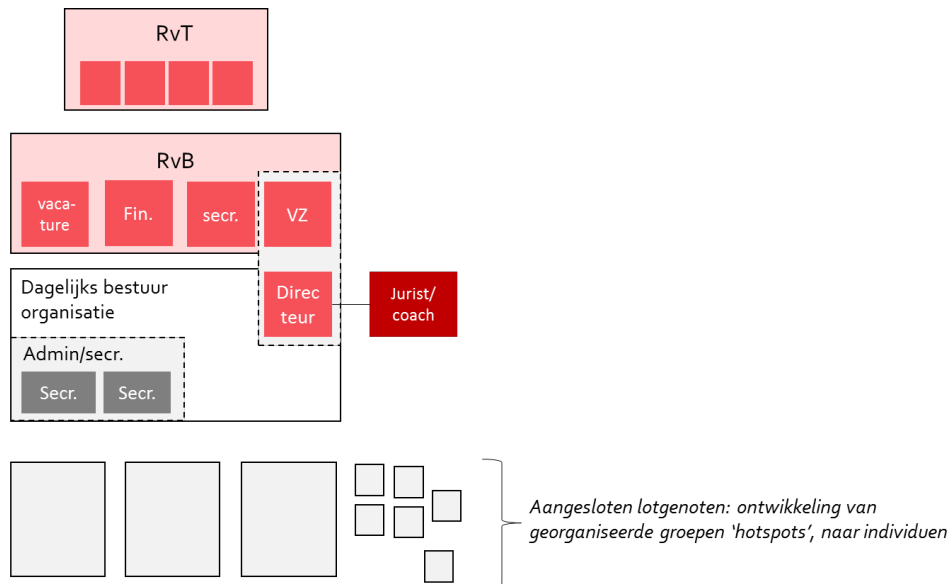 RvT
RvB
vaca-
ture
Fin.
secr.
VZ
Dagelijks bestuur
organisatie
Direc
teur
Jurist/
coach
Admin/secr.
Secr.
Secr.
Aangesloten lotgenoten: ontwikkeling van
georganiseerde groepen ‘hotspots’, naar individuen